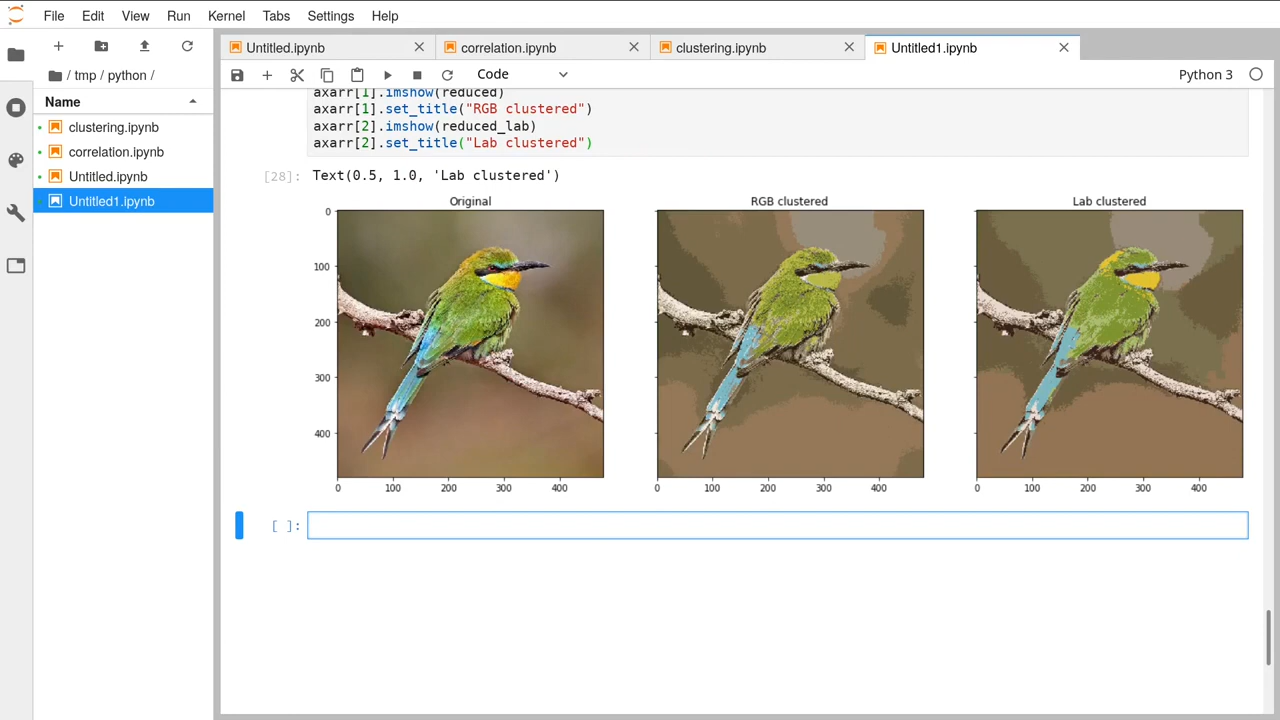 File Edit View Run Kernel Tabs Settings Help
/ tmp / python /
Name
clustering.ipynb
correlation.ipynb
Untitled.ipynb
Untitled1.ipynb
Untitled.ipynb correlation.ipynb clustering.ipynb Untitled1.ipynb
Code Python 3
axarr[1].imshow(reduced)
axarr[1].set_title("RGB clustered")
axarr[2].imshow(reduced_lab)
axarr[2].set_title("Lab clustered")
[28]: Text(0.5, 1.0, 'Lab clustered')
Original RGB clustered Lab clustered
0
100
200
300
400
0 100 200 300 400 0 100 200 300 400 0 100 200 300 400
[ ]: